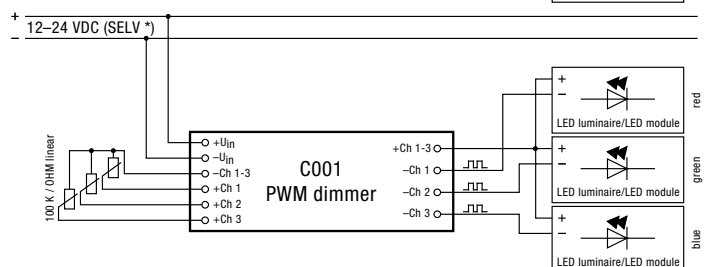 +
12–24 VDC (SELV *)
–
100 K / OHM linear
+Uin
–Uin
–Ch 1-3
+Ch 1
+Ch 2
+Ch 3
C001
PWM dimmer
+Ch 1-3
–Ch 1
–Ch 2
–Ch 3
+
–
LED luminaire/LED module
red
+
–
LED luminaire/LED module
green
+
–
LED luminaire/LED module
blue